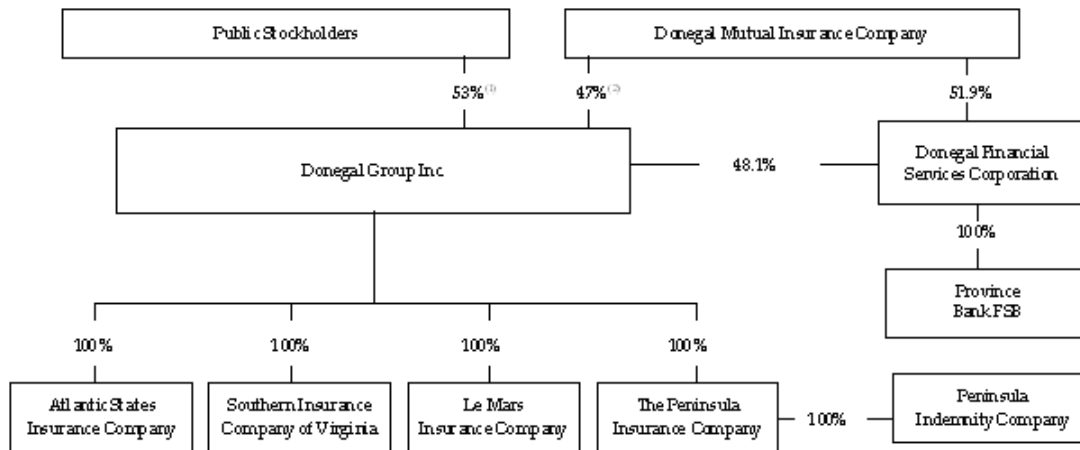 Public Stockholders
Donegal Mutual Insurance Company
53% (1)
47% (2)
51.9%
Donegal Group Inc.
48.1%
Donegal Financial
Services Corporation
100%
Province
Bank FSB
100%
100%
100%
100%
Atlantic States
Insurance Company
Southern Insurance
Company of Virginia
Le Mars
Insurance Company
The Peninsula
Insurance Company
100%
Peninsula
Indemnity Company